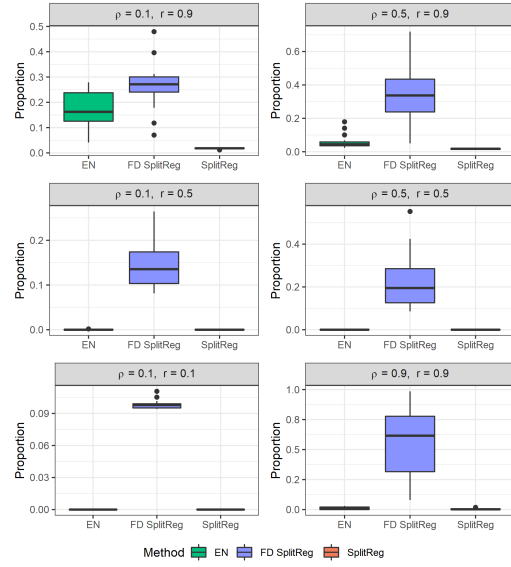 ρ = 0.1, r = 0.9
Proportion
0.5
0.4
0.3
0.2
0.1
0.0
EN FD SplitReg SplitReg
ρ = 0.5, r = 0.9
Proportion
0.6
0.4
0.2
0.0
EN FD SplitReg SplitReg
ρ = 0.1, r = 0.5
Proportion
0.2
0.1
0.0
EN FD SplitReg SplitReg
ρ = 0.5, r = 0.5
Proportion
0.4
0.2
0.0
EN FD SplitReg SplitReg
ρ = 0.1, r = 0.1
Proportion
0.09
0.06
0.03
0.00
EN FD SplitReg SplitReg
ρ = 0.9, r = 0.9
Proportion
1.0
0.8
0.5
0.2
0.0
EN FD SplitReg SplitReg
Method EN FD SplitReg SplitReg